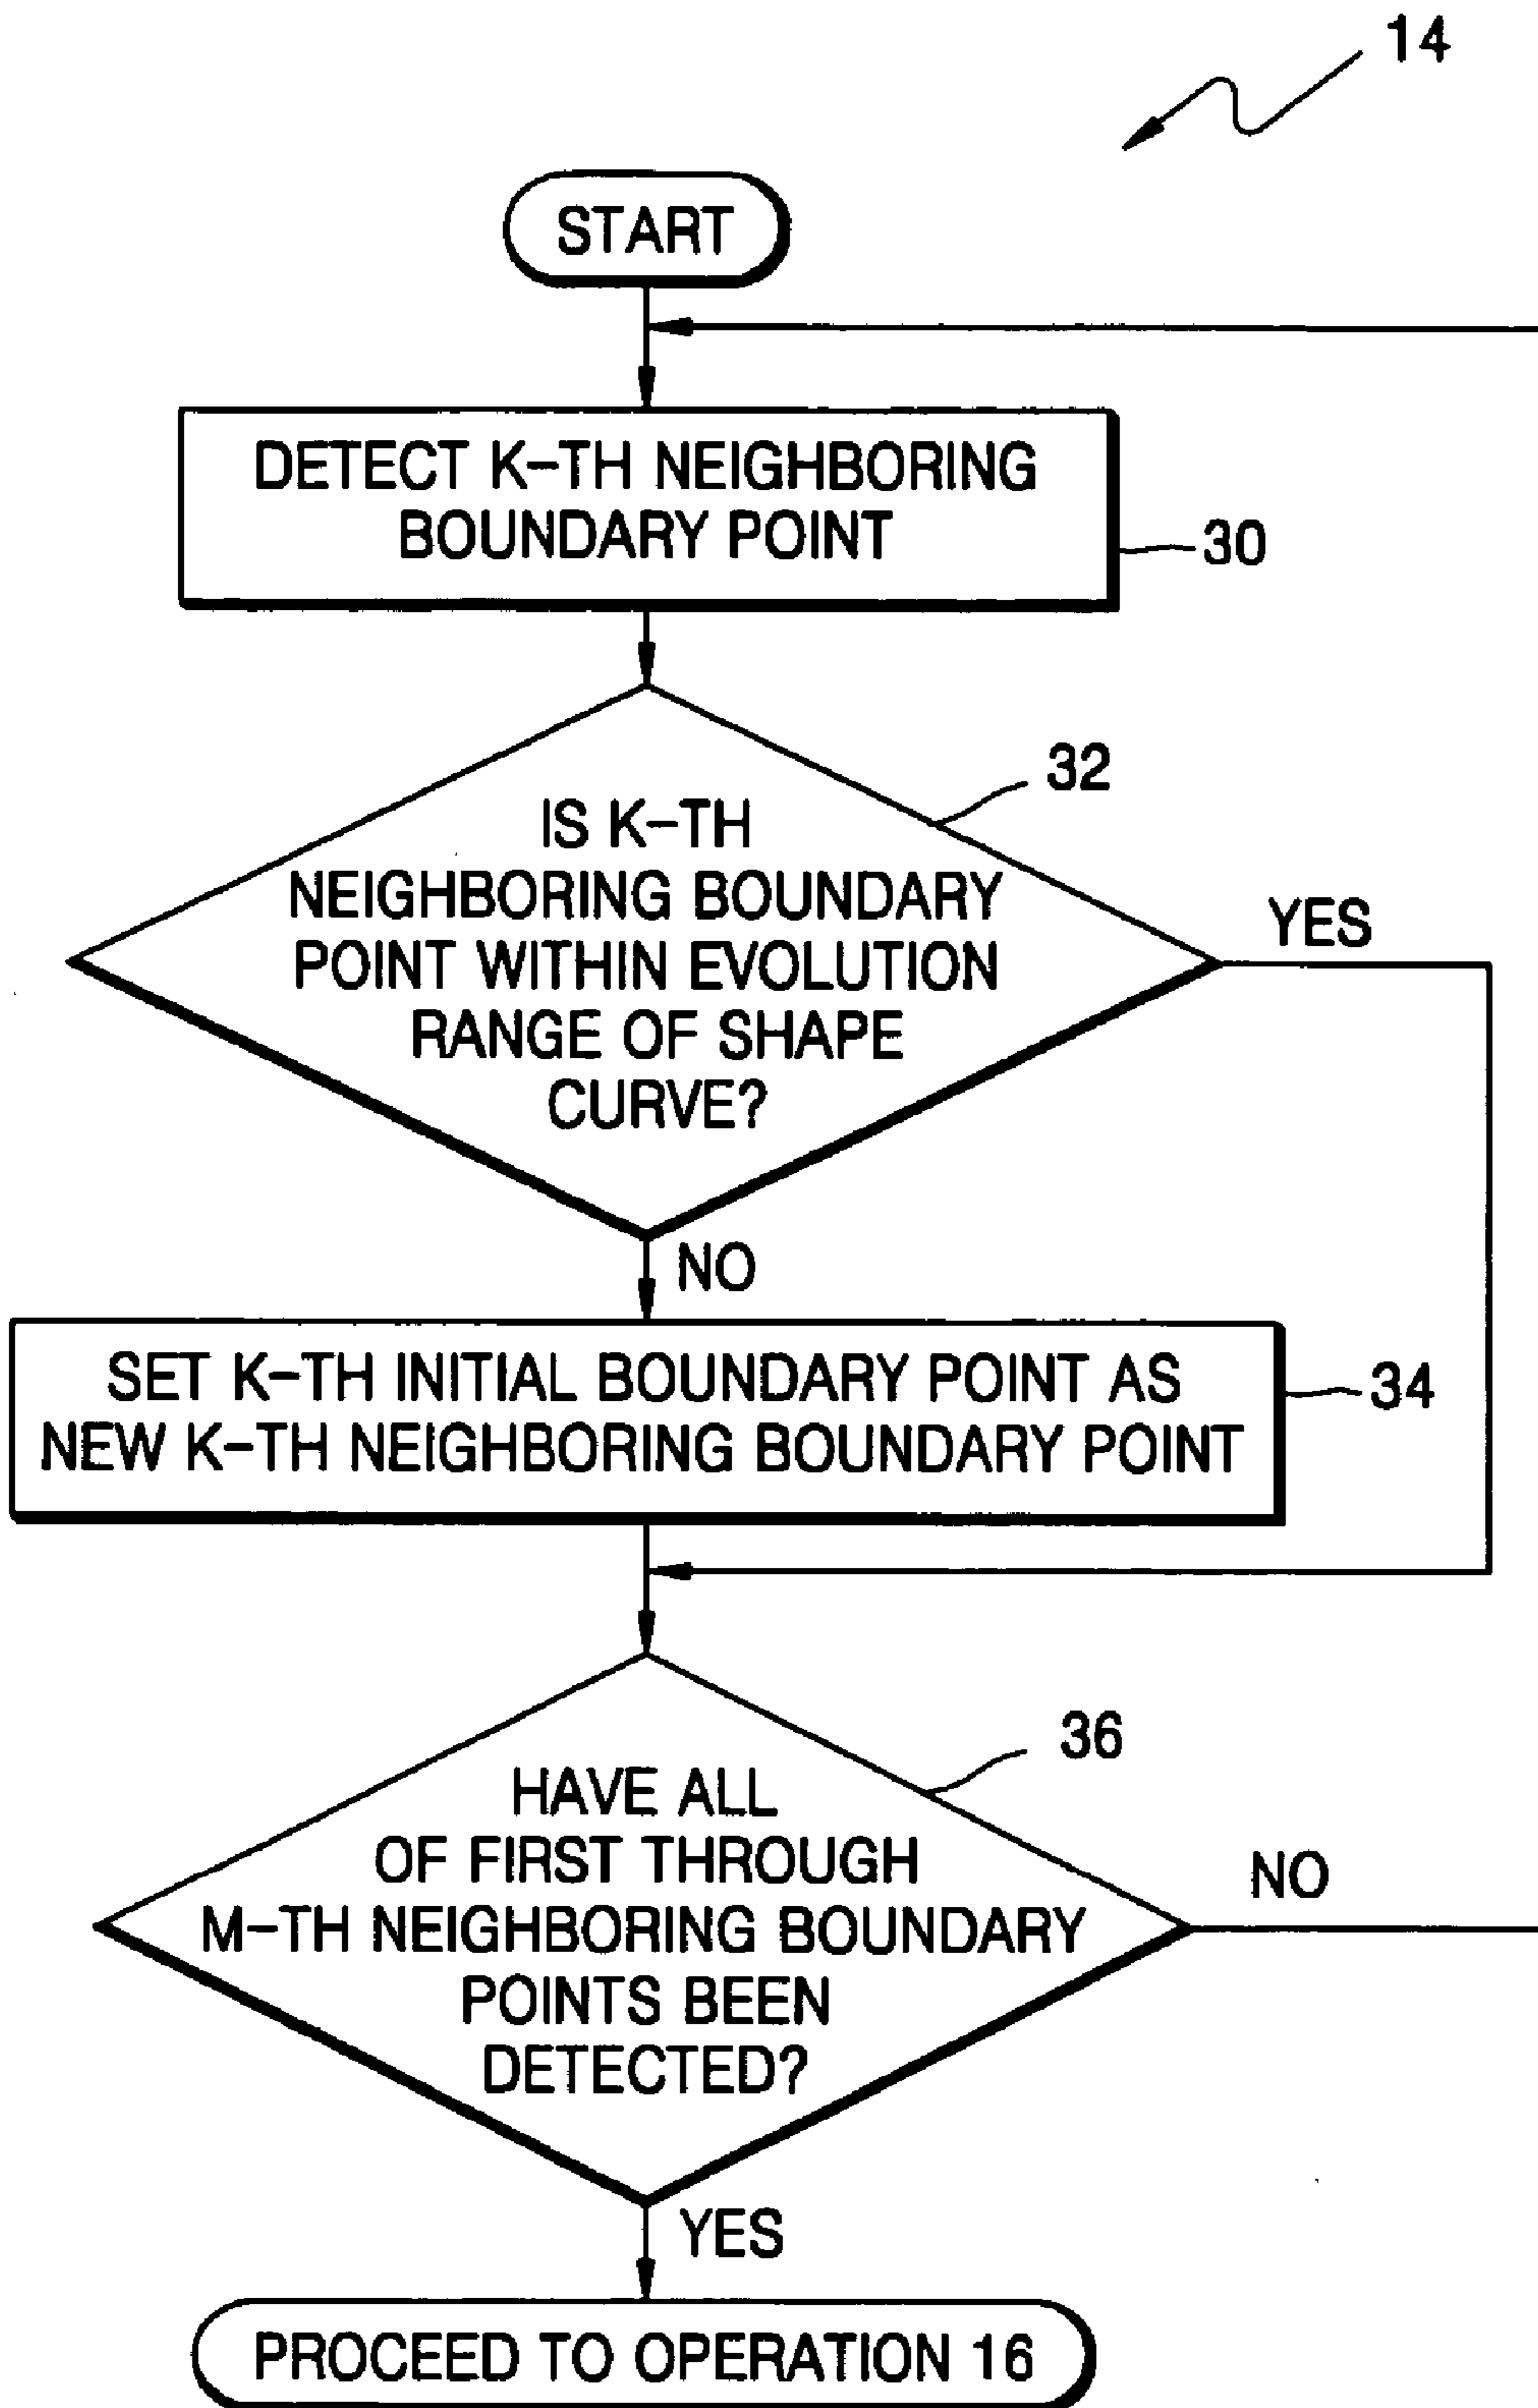 14
START
DETECT K-TH NEIGHBORING
BOUNDARY POINT
30
32
IS K-TH
NEIGHBORING BOUNDARY
POINT WITHIN EVOLUTION
RANGE OF SHAPE
CURVE?
YES
NO
SET K-TH INITIAL BOUNDARY POINT AS
NEW K-TH NEIGHBORING BOUNDARY POINT
34
36
HAVE ALL
OF FIRST THROUGH
M-TH NEIGHBORING BOUNDARY
POINTS BEEN
DETECTED?
NO
YES
PROCEED TO OPERATION 16